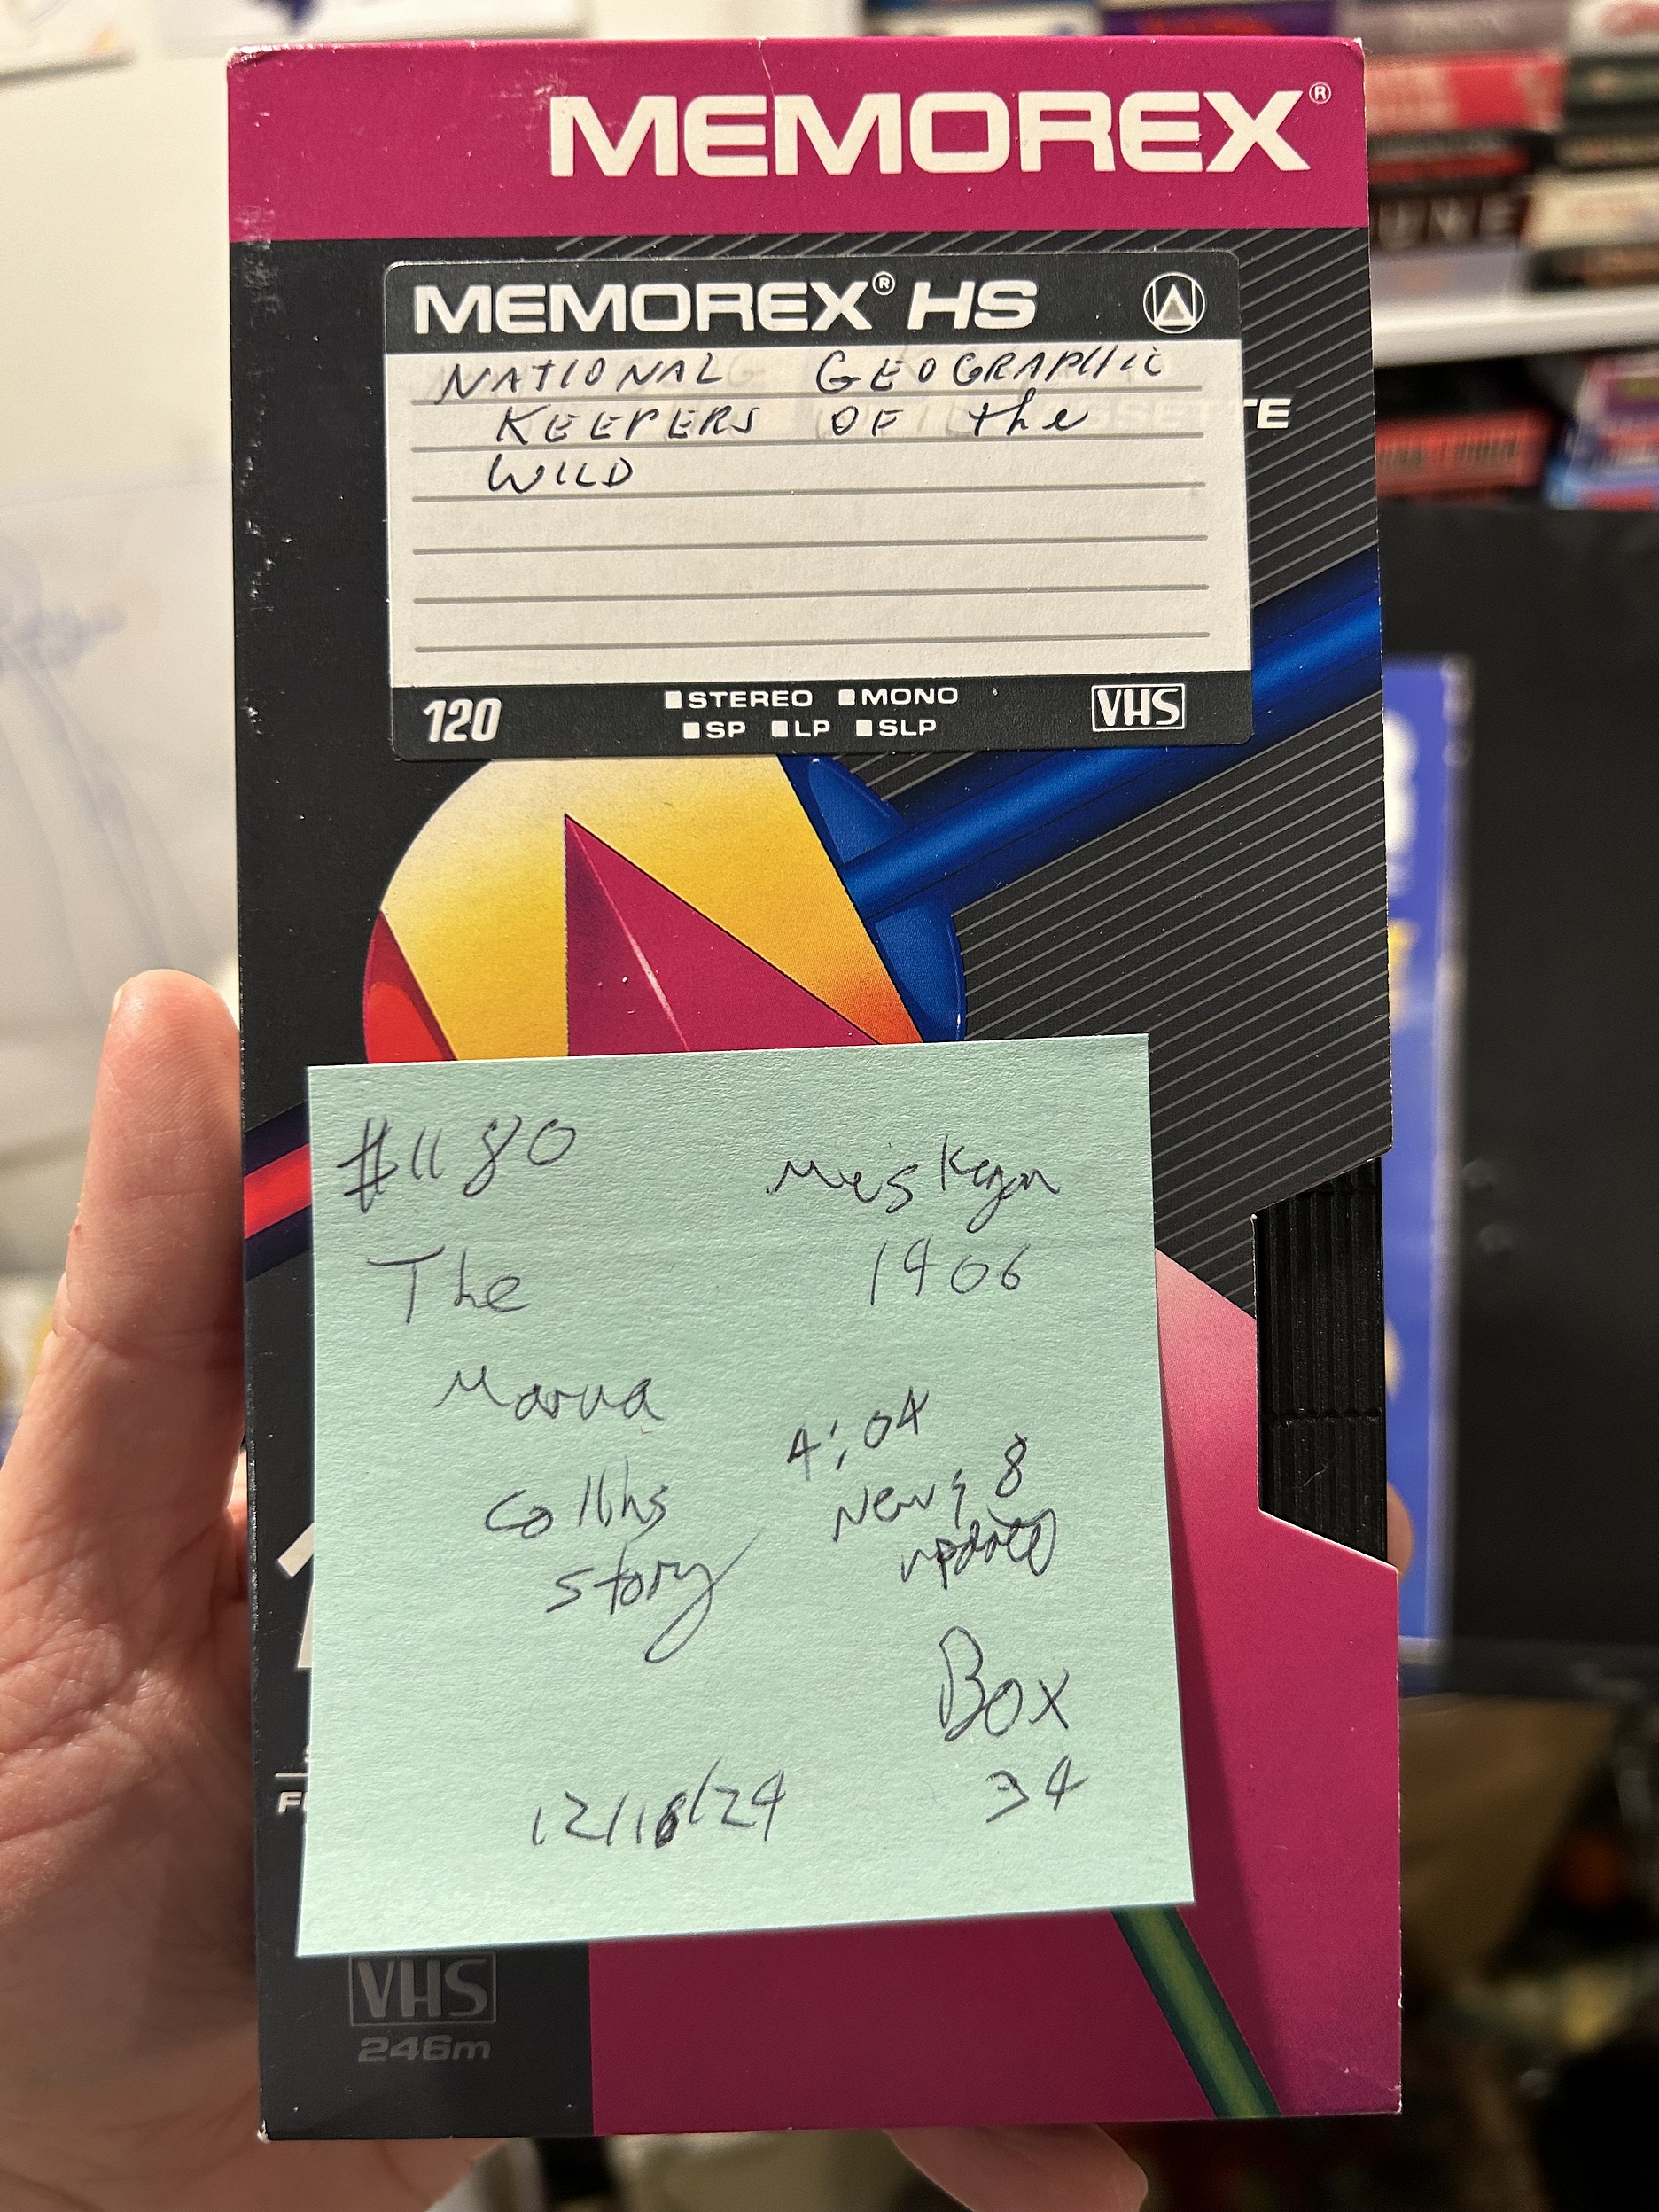 MEMOREX®
MEMOREX® HS
NATIONAL GEOGRAPHIC
KEEPERS OF the
WILD
120
STEREO MONO
SP LP SLP
VHS
#1180
The
Marva
Collins
story
Muskegon
1906
4:04
News 8
update
Box
34
12/18/24
VHS
246m